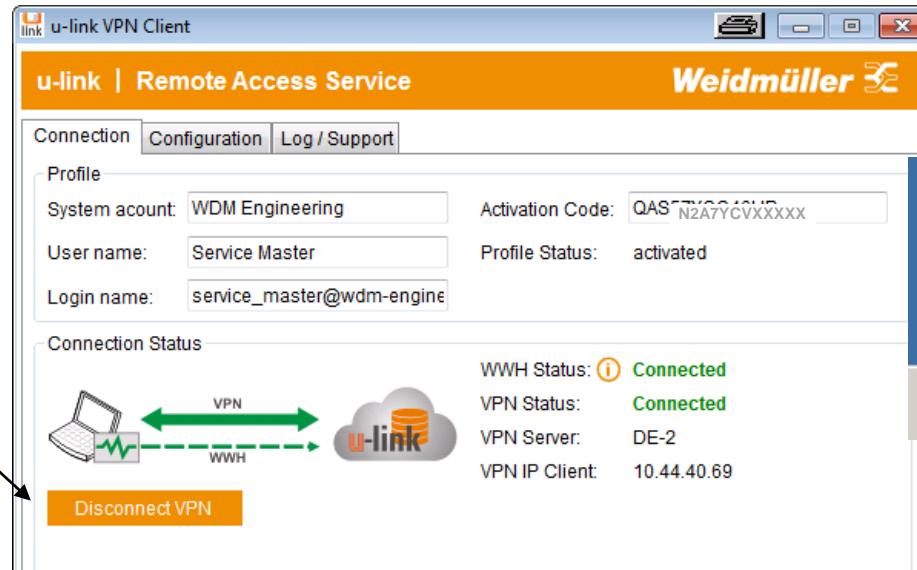 link u-link VPN Client
u-link | Remote Access Service Weidmüller
Connection Configuration Log / Support
Profile
System acount: WDM Engineering Activation Code: N2A7YCVXXXXX
User name: Service Master Profile Status: activated
Login name: service_master@wdm-engine
Connection Status
WWH Status: i Connected
VPN VPN Status: Connected
u-link VPN Server: DE-2
WWH VPN IP Client: 10.44.40.69
Disconnect VPN